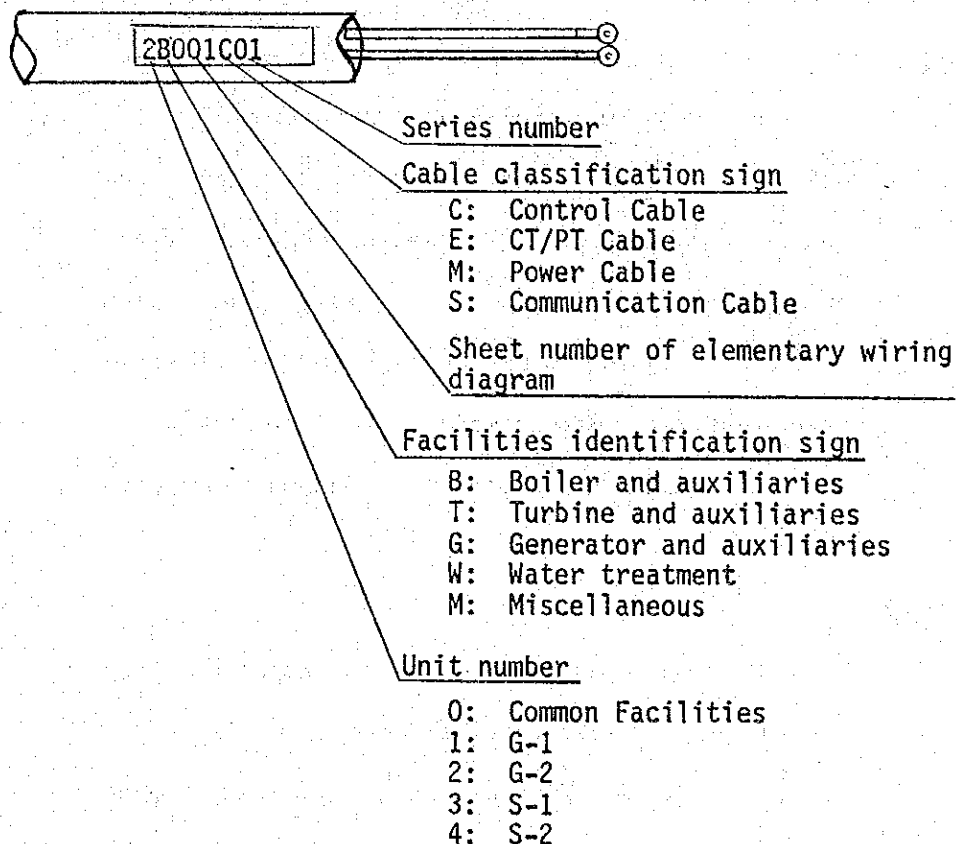 2B001C01
c
c
Series number
Cable classification sign
C: Control Cable
E: CT/PT Cable
M: Power Cable
S: Communication Cable
Sheet number of elementary wiring
diagram
Facilities identification sign
B: Boiler and auxiliaries
T: Turbine and auxiliaries
G: Generator and auxiliaries
W: Water treatment
M: Miscellaneous
Unit number
0: Common Facilities
1: G-1
2: G-2
3: S-1
4: S-2